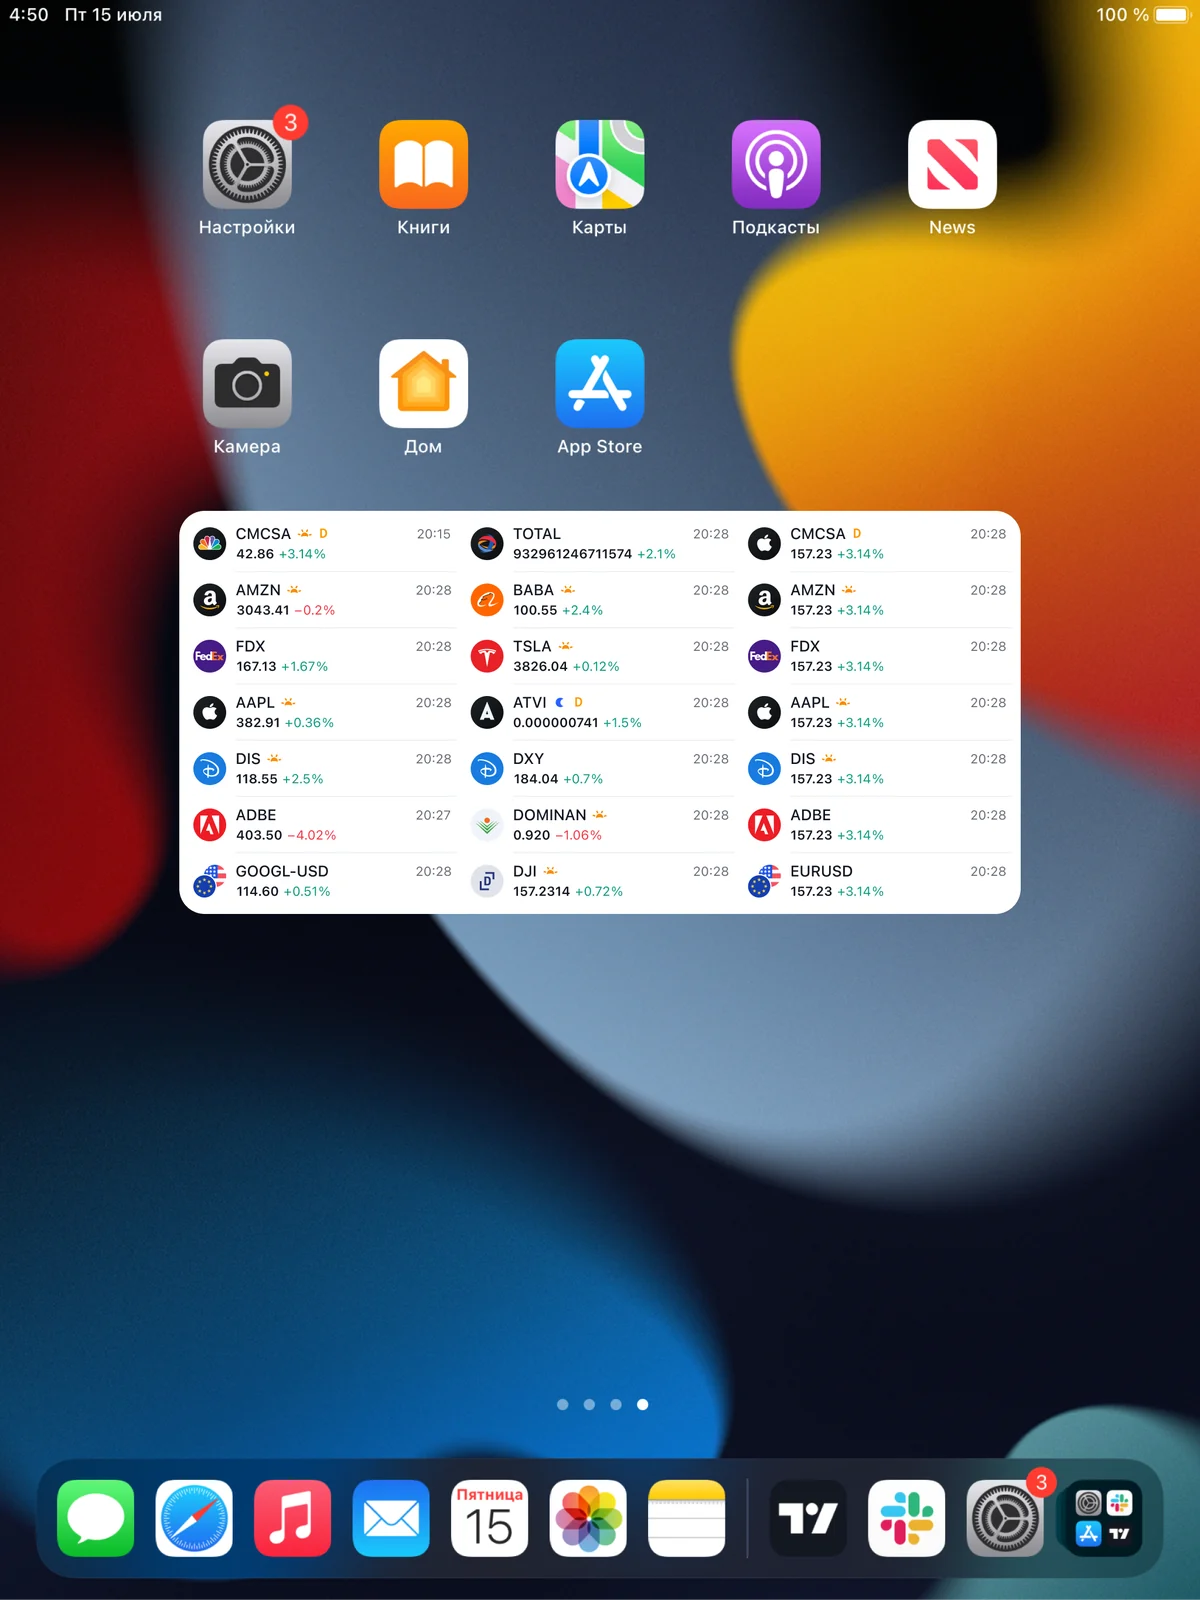 4:50 Пт 15 июля 100 %
3
Настройки Книги Карты Подкасты News
Камера Дом App Store
CMCSA D 20:15
42.86 +3.14%
AMZN 20:28
3043.41 −0.2%
FedEx
FDX 20:28
167.13 +1.67%
AAPL 20:28
382.91 +0.36%
DIS 20:28
118.55 +2.5%
ADBE 20:27
403.50 −4.02%
GOOGL-USD 20:28
114.60 +0.51%
TOTAL 20:28
932961246711574 +2.1%
BABA 20:28
100.55 +2.4%
TSLA 20:28
3826.04 +0.12%
ATVI D 20:28
0.000000741 +1.5%
DXY 20:28
184.04 +0.7%
DOMINAN 20:28
0.920 −1.06%
DJI 20:28
157.2314 +0.72%
CMCSA D 20:28
157.23 +3.14%
AMZN 20:28
157.23 +3.14%
FedEx
FDX 20:28
157.23 +3.14%
AAPL 20:28
157.23 +3.14%
DIS 20:28
157.23 +3.14%
ADBE 20:28
157.23 +3.14%
EURUSD 20:28
157.23 +3.14%
Пятница
15
3